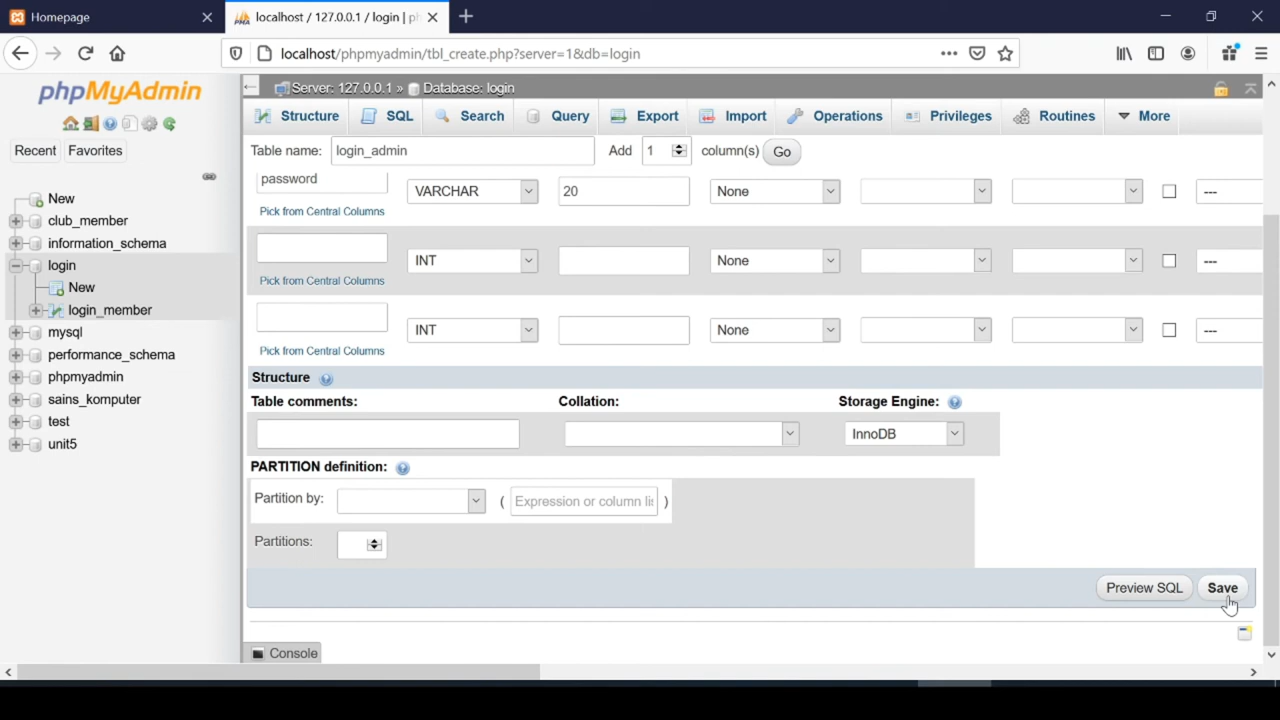 Homepage
localhost / 127.0.0.1 / login | ph
localhost/phpmyadmin/tbl_create.php?server=1&db=login
phpMyAdmin
Recent Favorites
New
club_member
information_schema
login
New
login_member
mysql
performance_schema
phpmyadmin
sains_komputer
test
unit5
Server: 127.0.0.1 » Database: login
Structure SQL Search Query Export Import Operations Privileges Routines More
Table name: login_admin Add 1 column(s) Go
password VARCHAR 20 None ---
Pick from Central Columns
INT None ---
Pick from Central Columns
INT None ---
Pick from Central Columns
Structure
Table comments: Collation: Storage Engine:
InnoDB
PARTITION definition:
Partition by: ( Expression or column li )
Partitions:
Preview SQL Save
Console